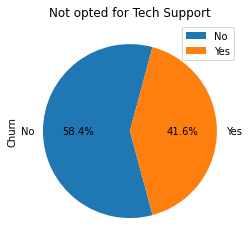 Not opted for Tech Support
No
Yes
Churn
No
58.4%
41.6%
Yes